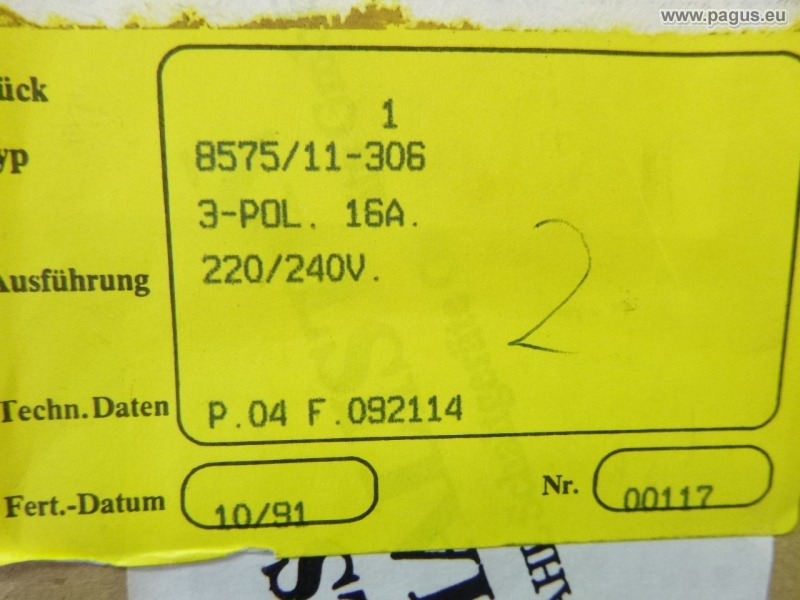 www.pagus.eu
ück 1
yp 8575/11-306
3-POL. 16A.
Ausführung 220/240V.
2
Techn. Daten P.04 F.092114
Fert.-Datum 10/91 Nr. 00117